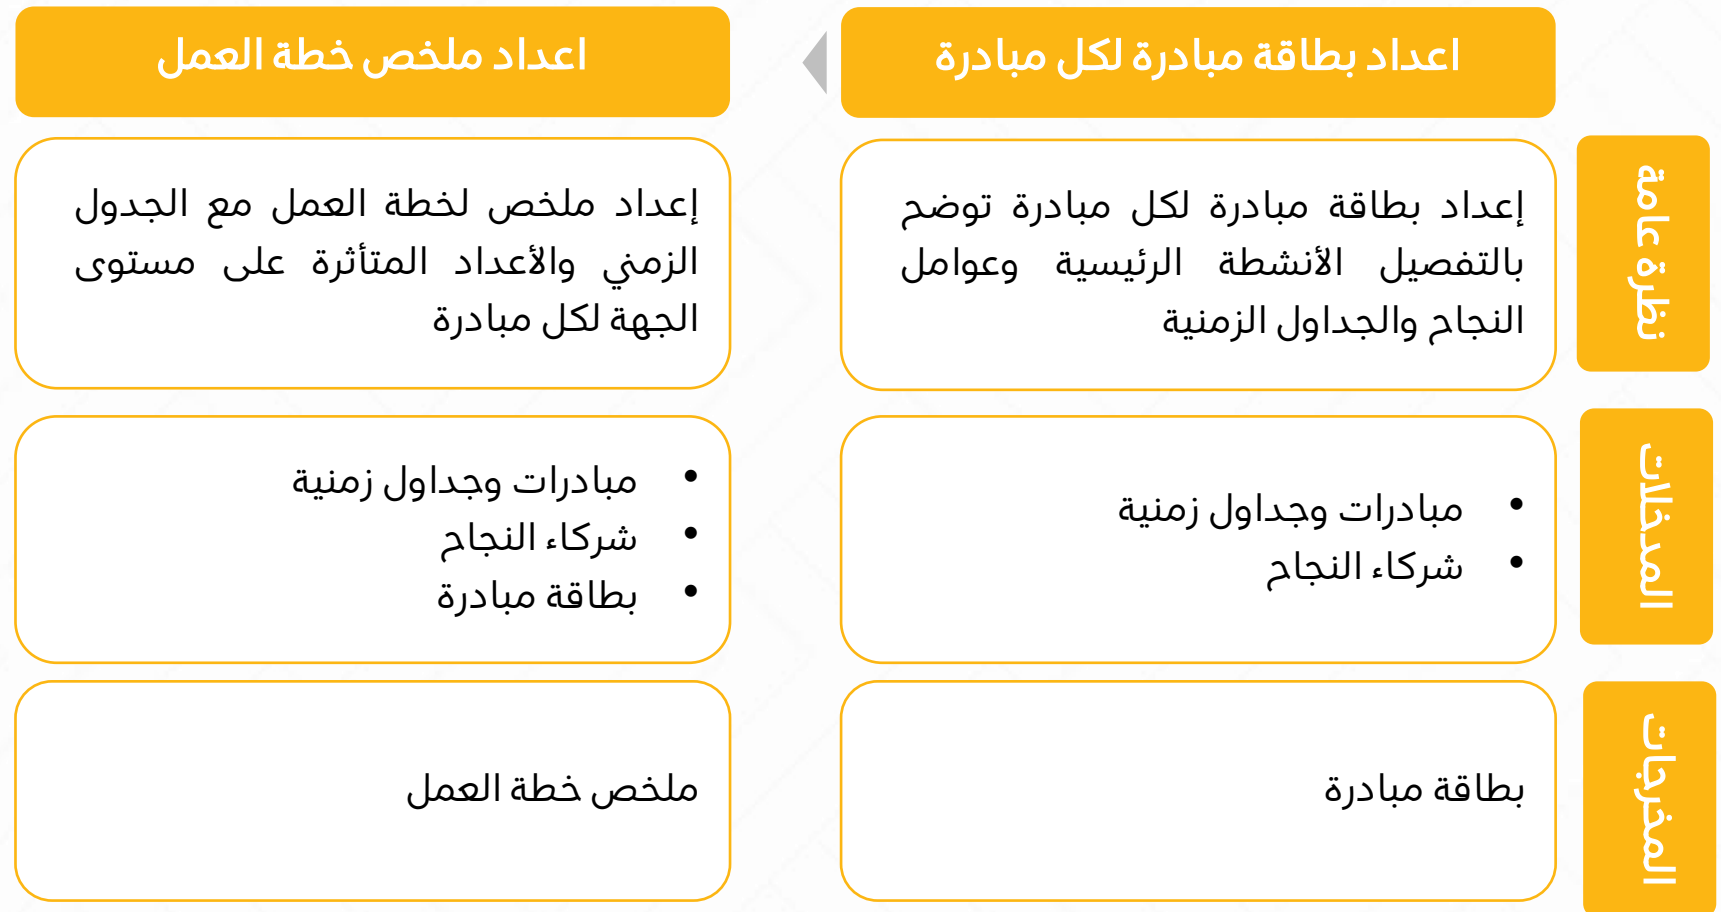 اعداد بطاقة مبادرة لكل مبادرة
اعداد ملخص خطة العمل
نظرة عامة
إعداد بطاقة مبادرة لكل مبادرة توضح
بالتفصيل الأنشطة الرئيسية وعوامل
النجاح والجداول الزمنية
إعداد ملخص لخطة العمل مع الجدول
الزمني والأعداد المتأثرة على مستوى
الجهة لكل مبادرة
المدخلات
• مبادرات وجداول زمنية
• شركاء النجاح
• مبادرات وجداول زمنية
• شركاء النجاح
• بطاقة مبادرة
المخرجات
بطاقة مبادرة
ملخص خطة العمل